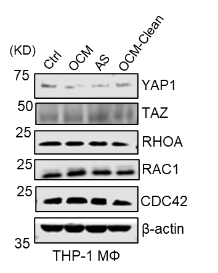 (KD) Ctrl OCM AS OCM-Clean
75 YAP1
50 TAZ
25 RHOA
25 RAC1
25 CDC42
35 β-actin
THP-1 MΦ